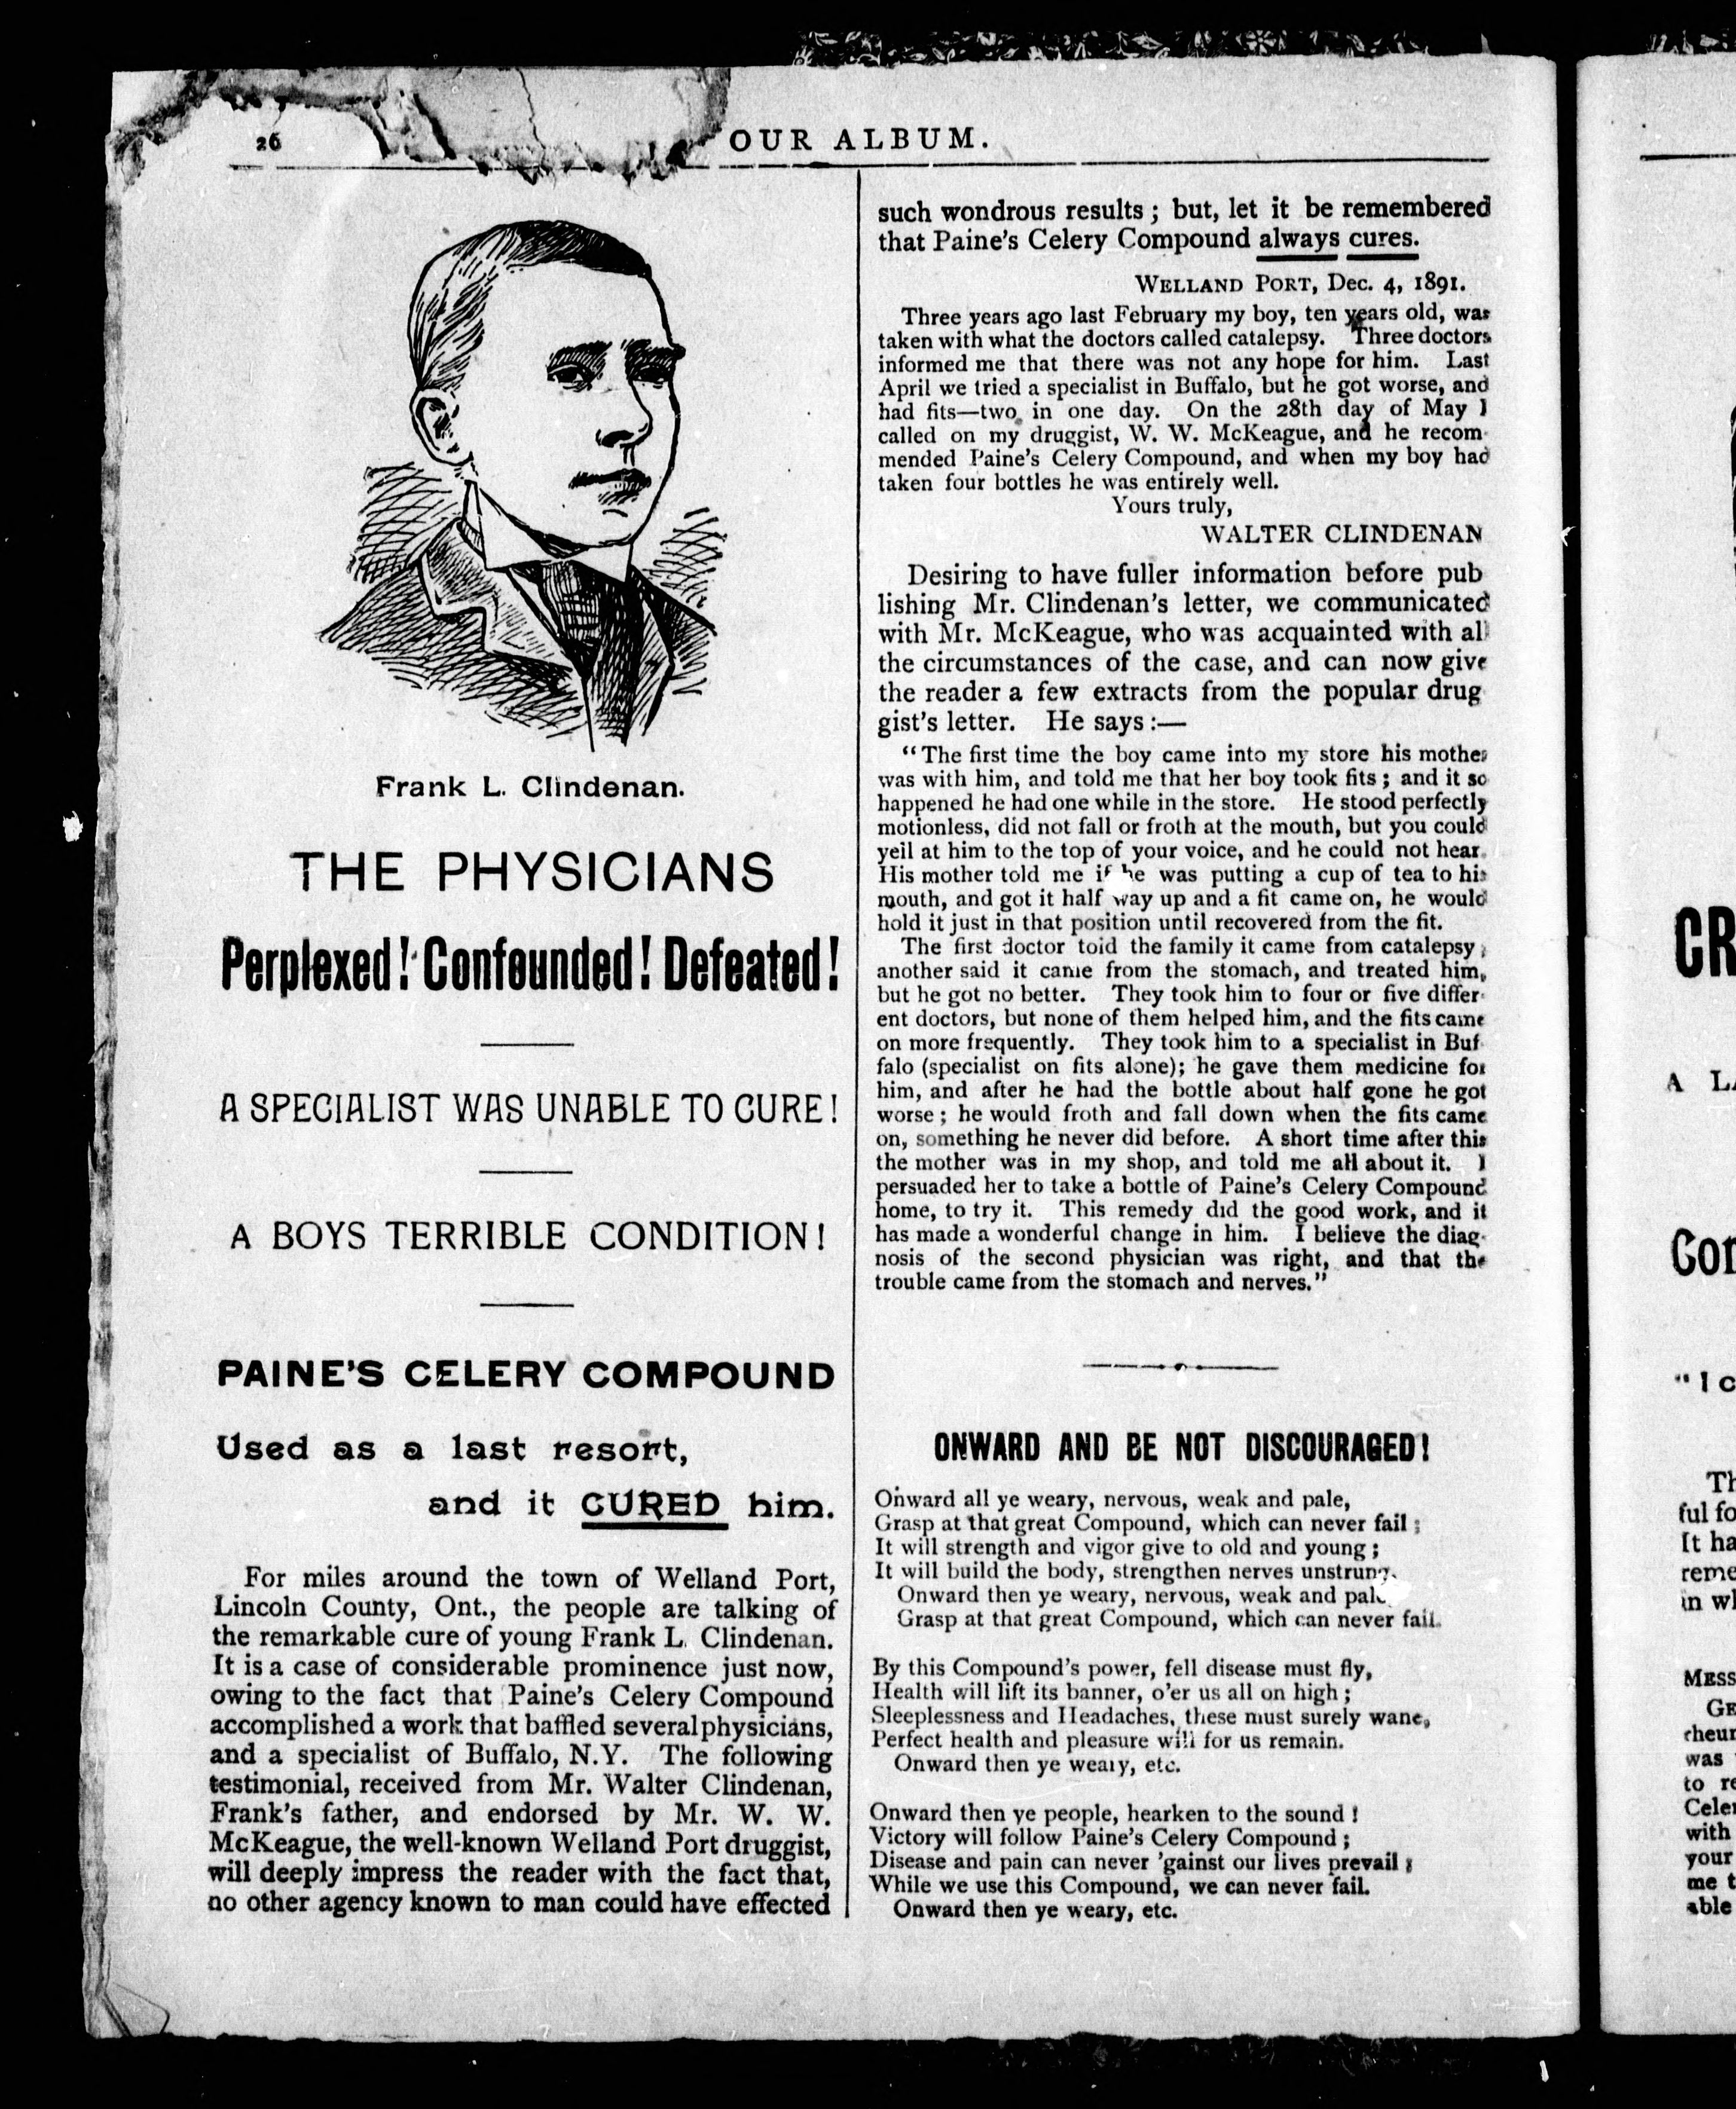 26
OUR ALBUM.
Frank L. Clindenan.
THE PHYSICIANS
Perplexed! Confounded! Defeated!
A SPECIALIST WAS UNABLE TO CURE!
A BOYS TERRIBLE CONDITION!
PAINE'S CELERY COMPOUND
Used as a last resort,
and it CURED him.
For miles around the town of Welland Port,
Lincoln County, Ont., the people are talking of
the remarkable cure of young Frank L. Clindenan.
It is a case of considerable prominence just now,
owing to the fact that Paine's Celery Compound
accomplished a work that baffled several physicians,
and a specialist of Buffalo, N.Y. The following
testimonial, received from Mr. Walter Clindenan,
Frank's father, and endorsed by Mr. W. W.
McKeague, the well-known Welland Port druggist,
will deeply impress the reader with the fact that,
no other agency known to man could have effected
such wondrous results; but, let it be remembered
that Paine's Celery Compound always cures.
WELLAND PORT, Dec. 4, 1891.
Three years ago last February my boy, ten years old, was
taken with what the doctors called catalepsy. Three doctors
informed me that there was not any hope for him. Last
April we tried a specialist in Buffalo, but he got worse, and
had fits—two in one day. On the 28th day of May I
called on my druggist, W. W. McKeague, and he recom-
mended Paine's Celery Compound, and when my boy had
taken four bottles he was entirely well.
Yours truly,
WALTER CLINDENAN
Desiring to have fuller information before pub
lishing Mr. Clindenan's letter, we communicated
with Mr. McKeague, who was acquainted with all
the circumstances of the case, and can now give
the reader a few extracts from the popular drug
gist's letter. He says:—
"The first time the boy came into my store his mother
was with him, and told me that her boy took fits; and it so
happened he had one while in the store. He stood perfectly
motionless, did not fall or froth at the mouth, but you could
yell at him to the top of your voice, and he could not hear.
His mother told me if he was putting a cup of tea to his
mouth, and got it half way up and a fit came on, he would
hold it just in that position until recovered from the fit.
The first doctor told the family it came from catalepsy;
another said it came from the stomach, and treated him,
but he got no better. They took him to four or five differ-
ent doctors, but none of them helped him, and the fits came
on more frequently. They took him to a specialist in Buf-
falo (specialist on fits alone); he gave them medicine for
him, and after he had the bottle about half gone he got
worse; he would froth and fall down when the fits came
on, something he never did before. A short time after this
the mother was in my shop, and told me all about it. I
persuaded her to take a bottle of Paine's Celery Compound
home, to try it. This remedy did the good work, and it
has made a wonderful change in him. I believe the diag-
nosis of the second physician was right, and that the
trouble came from the stomach and nerves."
ONWARD AND BE NOT DISCOURAGED!
Onward all ye weary, nervous, weak and pale,
Grasp at that great Compound, which can never fail;
It will strength and vigor give to old and young;
It will build the body, strengthen nerves unstrung.
Onward then ye weary, nervous, weak and pale
Grasp at that great Compound, which can never fail.
By this Compound's power, fell disease must fly,
Health will lift its banner, o'er us all on high;
Sleeplessness and Headaches, these must surely wane,
Perfect health and pleasure will for us remain.
Onward then ye weary, etc.
Onward then ye people, hearken to the sound!
Victory will follow Paine's Celery Compound;
Disease and pain can never 'gainst our lives prevail;
While we use this Compound, we can never fail.
Onward then ye weary, etc.
CR
A
"I
Th
ful fo
It ha
reme
in wh
MESS
GE
rheu
was
to re
Cele
with
your
me t
able